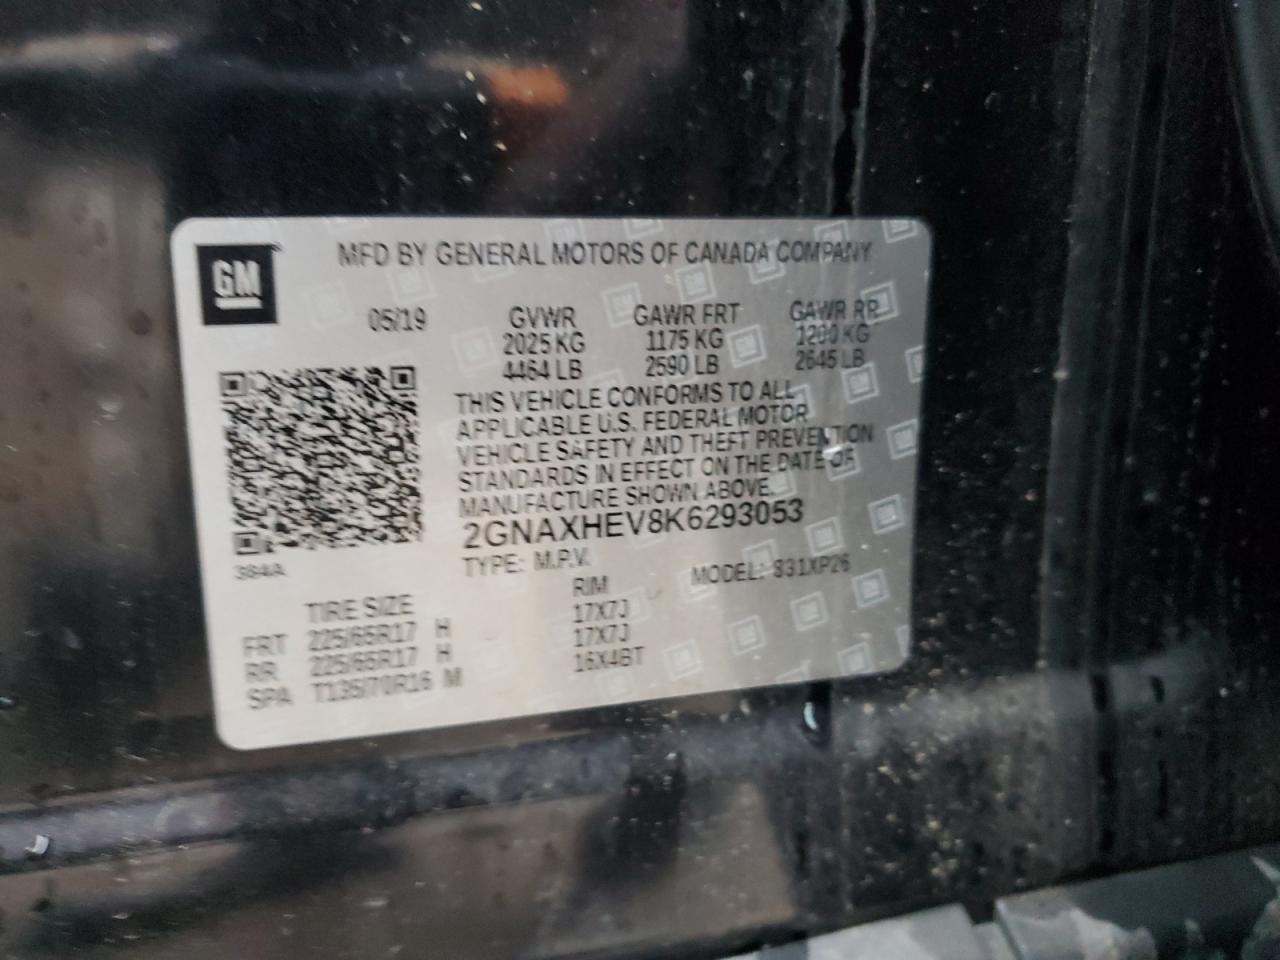 GM
MFD BY GENERAL MOTORS OF CANADA COMPANY
05/19 GVWR GAWR FRT GAWR RR
2025 KG 1175 KG 1200 KG
4464 LB 2590 LB 2645 LB
THIS VEHICLE CONFORMS TO ALL
APPLICABLE U.S. FEDERAL MOTOR
VEHICLE SAFETY AND THEFT PREVENTION
STANDARDS IN EFFECT ON THE DATE OF
MANUFACTURE SHOWN ABOVE.
2GNAXHEV8K6293053
384A
TYPE: M.P.V. MODEL: 831XP26
TIRE SIZE RIM
FRT 225/65R17 H 17X7J
RR 225/65R17 H 17X7J
SPA T135/70R16 M 16X4BT